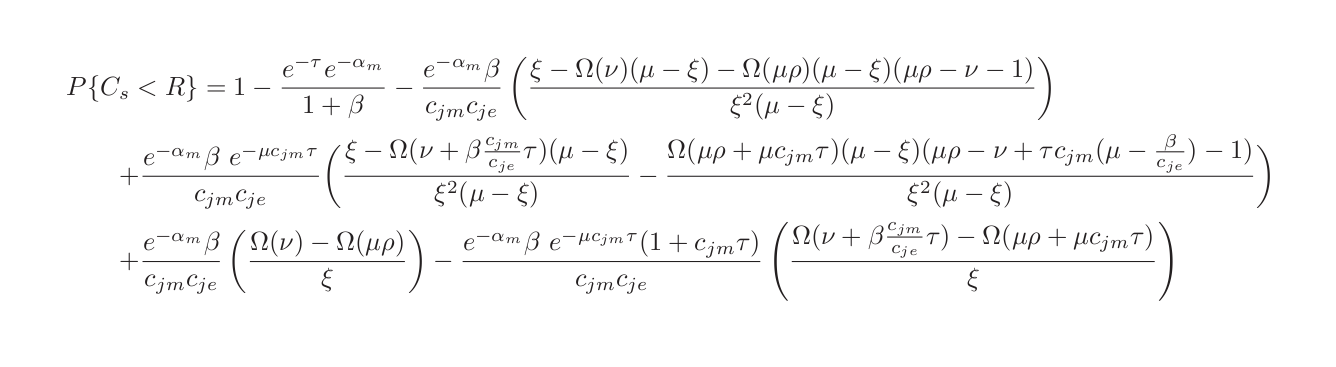 P\{C_s < R\} = 1 - \frac{e^{-\tau} e^{-\alpha_m}}{1 + \beta} - \frac{e^{-\alpha_m} \beta}{c_{jm} c_{je}} \left( \frac{\xi - \Omega(\nu)(\mu - \xi) - \Omega(\mu\rho)(\mu - \xi)(\mu\rho - \nu - 1)}{\xi^2(\mu - \xi)} \right)
+ \frac{e^{-\alpha_m} \beta \ e^{-\mu c_{jm} \tau}}{c_{jm} c_{je}} \left( \frac{\xi - \Omega(\nu + \beta \frac{c_{jm}}{c_{je}} \tau)(\mu - \xi)}{\xi^2(\mu - \xi)} - \frac{\Omega(\mu\rho + \mu c_{jm} \tau)(\mu - \xi)(\mu\rho - \nu + \tau c_{jm}(\mu - \frac{\beta}{c_{je}}) - 1)}{\xi^2(\mu - \xi)} \right)
+ \frac{e^{-\alpha_m} \beta}{c_{jm} c_{je}} \left( \frac{\Omega(\nu) - \Omega(\mu\rho)}{\xi} \right) - \frac{e^{-\alpha_m} \beta \ e^{-\mu c_{jm} \tau}(1 + c_{jm} \tau)}{c_{jm} c_{je}} \left( \frac{\Omega(\nu + \beta \frac{c_{jm}}{c_{je}} \tau) - \Omega(\mu\rho + \mu c_{jm} \tau)}{\xi} \right)